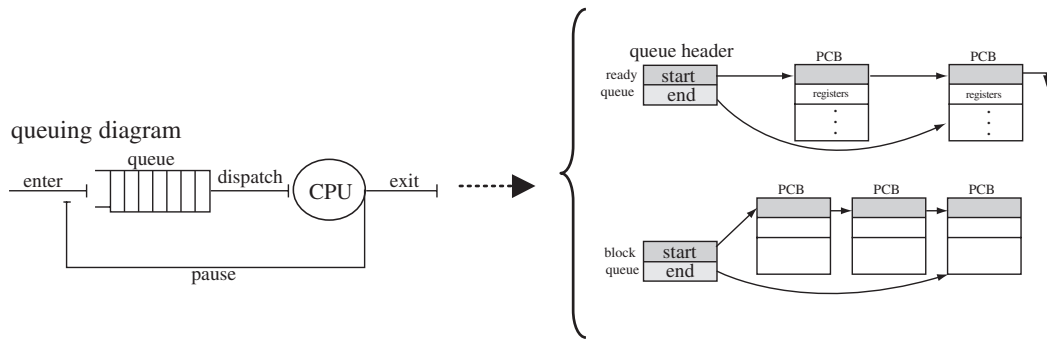 queuing diagram
enter
queue
dispatch
CPU
exit
pause
queue header
ready
queue
start
end
PCB
registers
PCB
registers
block
queue
start
end
PCB
PCB
PCB